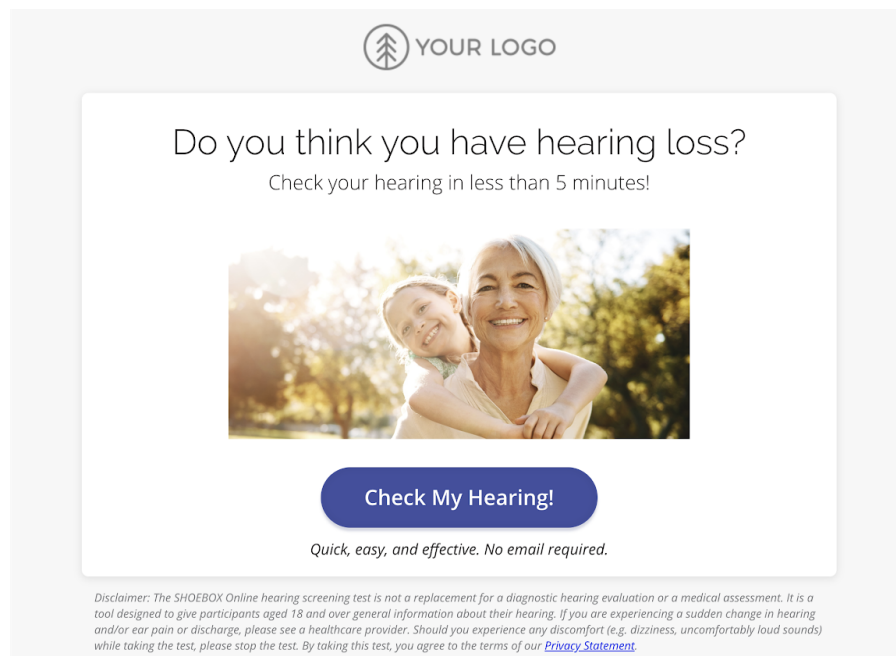 YOUR LOGO
Do you think you have hearing loss?
Check your hearing in less than 5 minutes!
Check My Hearing!
Quick, easy, and effective. No email required.
Disclaimer: The SHOEBOX Online hearing screening test is not a replacement for a diagnostic hearing evaluation or a medical assessment. It is a
tool designed to give participants aged 18 and over general information about their hearing. If you are experiencing a sudden change in hearing
and/or ear pain or discharge, please see a healthcare provider. Should you experience any discomfort (e.g. dizziness, uncomfortably loud sounds)
while taking the test, please stop the test. By taking this test, you agree to the terms of our Privacy Statement.